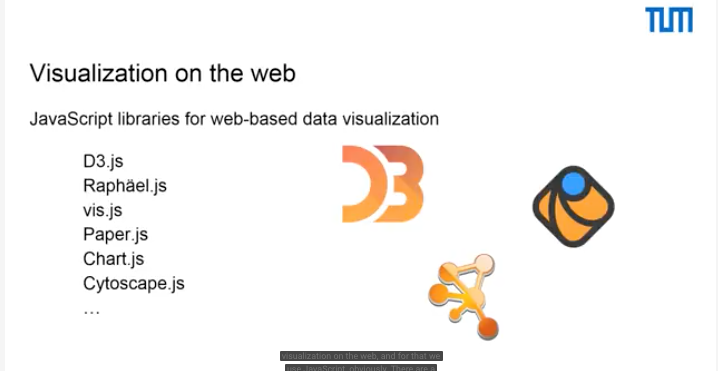 TUM
Visualization on the web
JavaScript libraries for web-based data visualization
D3.js
Raphäel.js
vis.js
Paper.js
Chart.js
Cytoscape.js
...
D3
visualization on the web, and for that we
use JavaScript, obviously. There are a